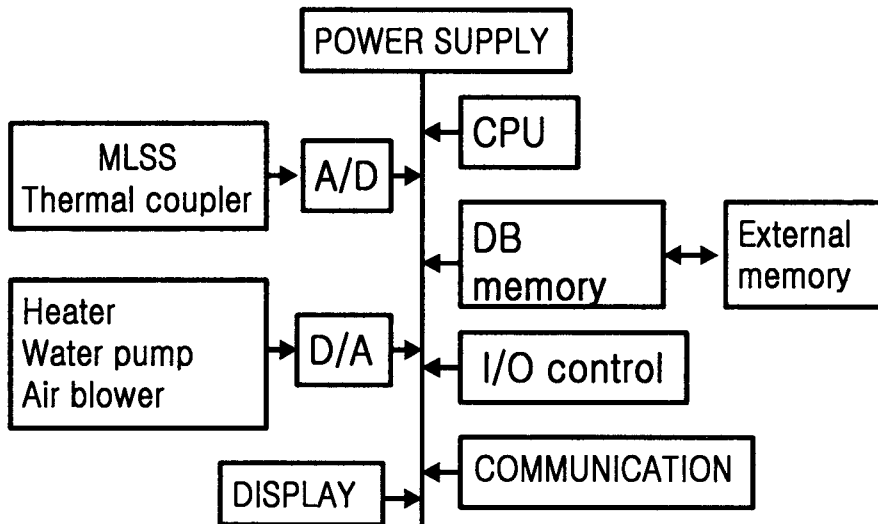 POWER SUPPLY
CPU
MLSS
Thermal coupler
A/D
DB
memory
External
memory
Heater
Water pump
Air blower
D/A
I/O control
COMMUNICATION
DISPLAY